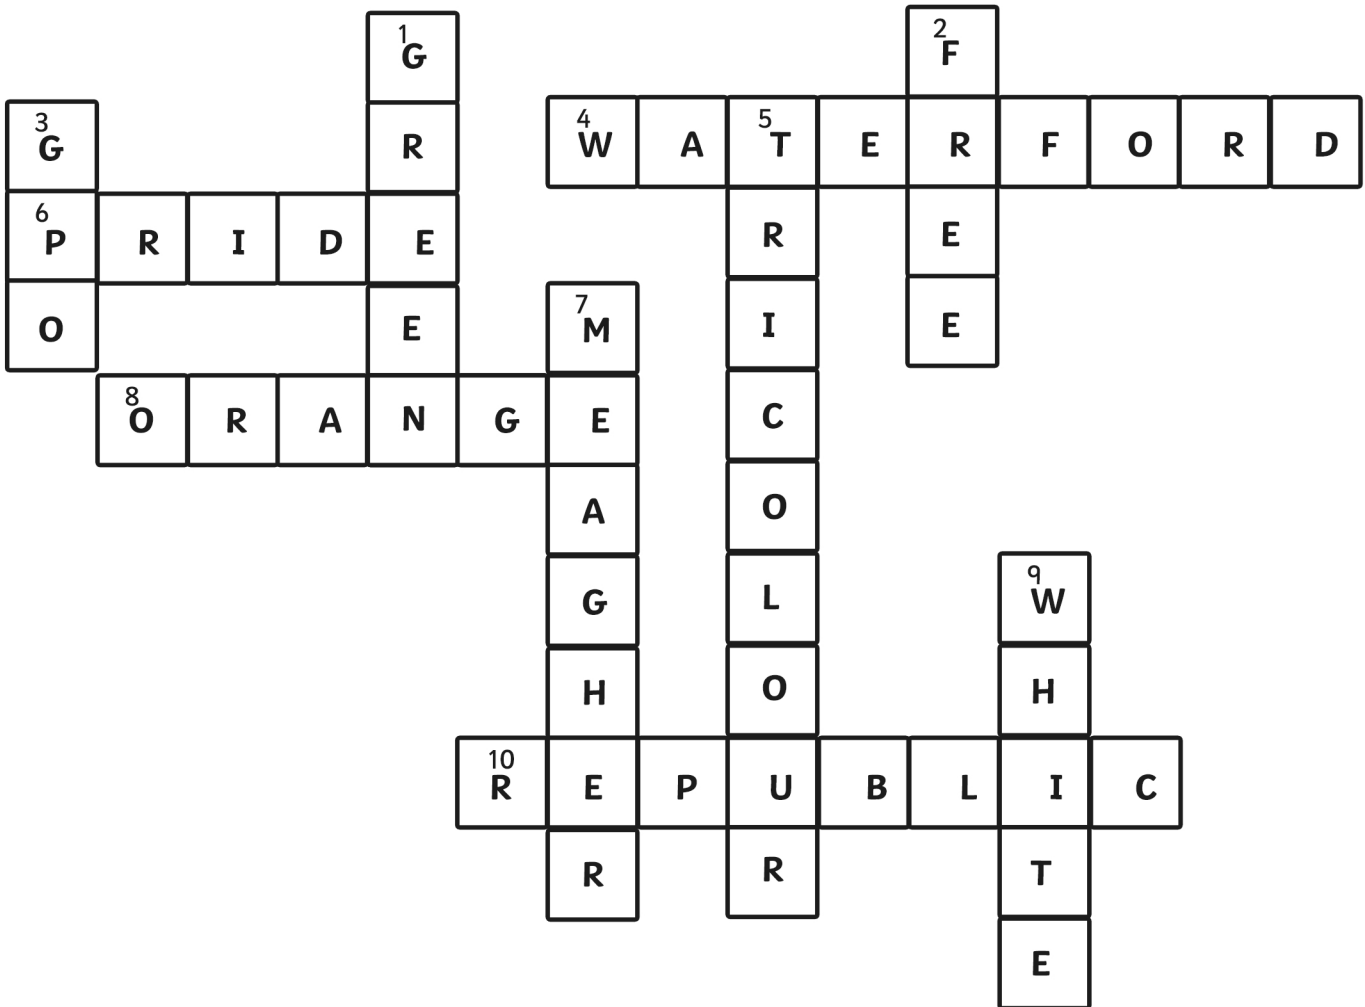 1 G 2 F
3 G R 4 W A 5 T E R F O R D
6 P R I D E R E
O E 7 M I E
8 O R A N G E C
A O
G L 9 W
H O H
10 R E P U B L I C
R R T
E